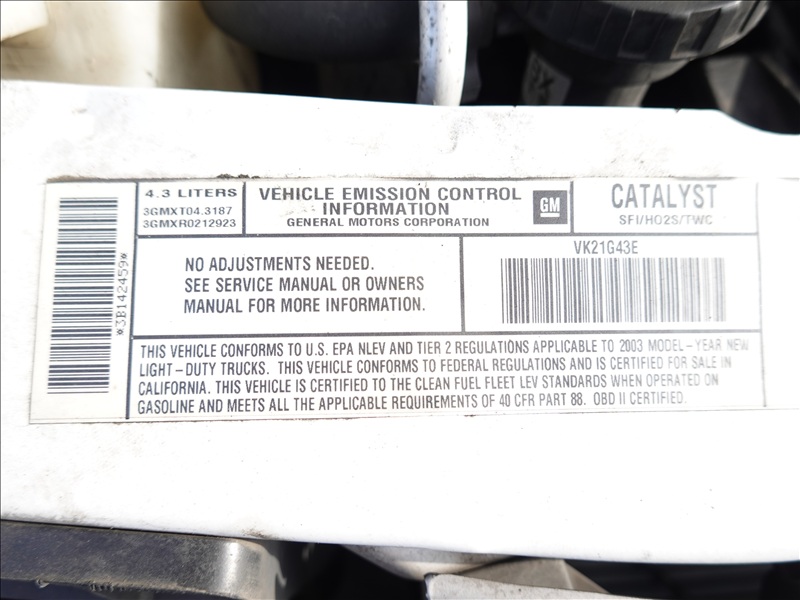 *3B142459*
4.3 LITERS
3GMXT04.3187
3GMXR0212923
VEHICLE EMISSION CONTROL
INFORMATION
GENERAL MOTORS CORPORATION
GM
CATALYST
SFI/HO2S/TWC
NO ADJUSTMENTS NEEDED.
SEE SERVICE MANUAL OR OWNERS
MANUAL FOR MORE INFORMATION.
VK21G43E
THIS VEHICLE CONFORMS TO U.S. EPA NLEV AND TIER 2 REGULATIONS APPLICABLE TO 2003 MODEL-YEAR NEW
LIGHT-DUTY TRUCKS. THIS VEHICLE CONFORMS TO FEDERAL REGULATIONS AND IS CERTIFIED FOR SALE IN
CALIFORNIA. THIS VEHICLE IS CERTIFIED TO THE CLEAN FUEL FLEET LEV STANDARDS WHEN OPERATED ON
GASOLINE AND MEETS ALL THE APPLICABLE REQUIREMENTS OF 40 CFR PART 88. OBD II CERTIFIED.